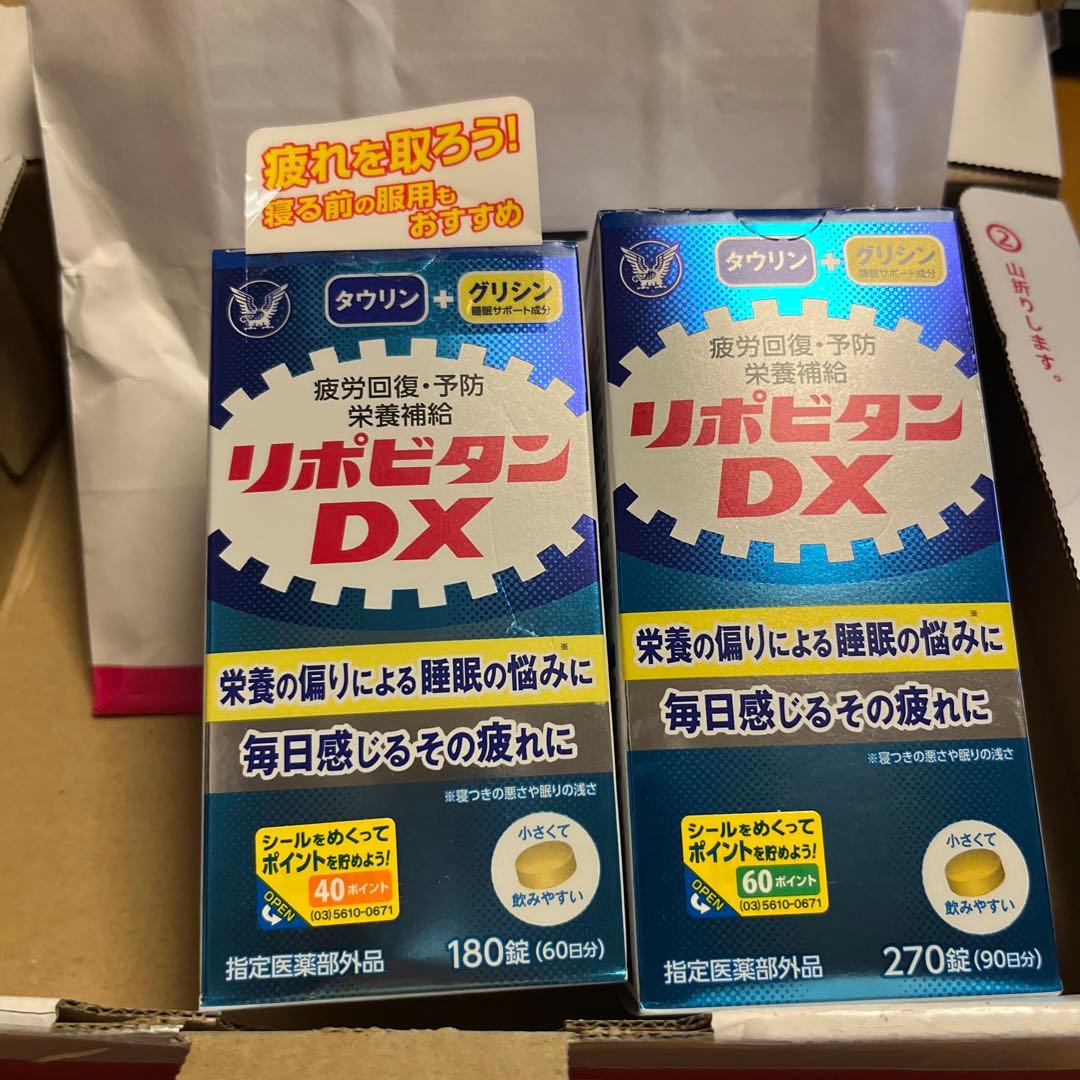 疲れを取ろう!
寝る前の服用も
おすすめ
タウリン+グリシン
睡眠サポート成分
疲労回復・予防
栄養補給
リポビタン
DX
栄養の偏りによる睡眠の悩みに※
毎日感じるその疲れに
※寝つきの悪さや眠りの浅さ
シールをめくって
ポイントを貯めよう!
40ポイント
OPEN
(03)5610-0671
小さくて
飲みやすい
指定医薬部外品
180錠(60日分)
タウリン+グリシン
睡眠サポート成分
疲労回復・予防
栄養補給
リポビタン
DX
栄養の偏りによる睡眠の悩みに※
毎日感じるその疲れに
※寝つきの悪さや眠りの浅さ
シールをめくって
ポイントを貯めよう!
60ポイント
OPEN
(03)5610-0671
小さくて
飲みやすい
指定医薬部外品
270錠(90日分)
②山折りします。